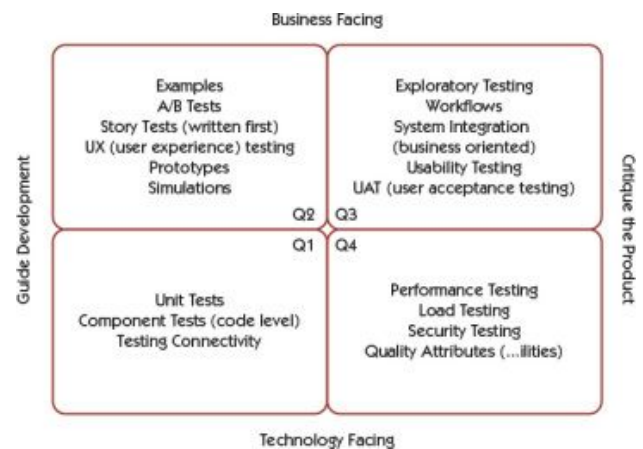 Business Facing
Guide Development
Examples
A/B Tests
Story Tests (written first)
UX (user experience) testing
Prototypes
Simulations
Q2
Exploratory Testing
Workflows
System Integration
(business oriented)
Usability Testing
UAT (user acceptance testing)
Q3
Critique the Product
Q1
Unit Tests
Component Tests (code level)
Testing Connectivity
Q4
Performance Testing
Load Testing
Security Testing
Quality Attributes (...ilities)
Technology Facing